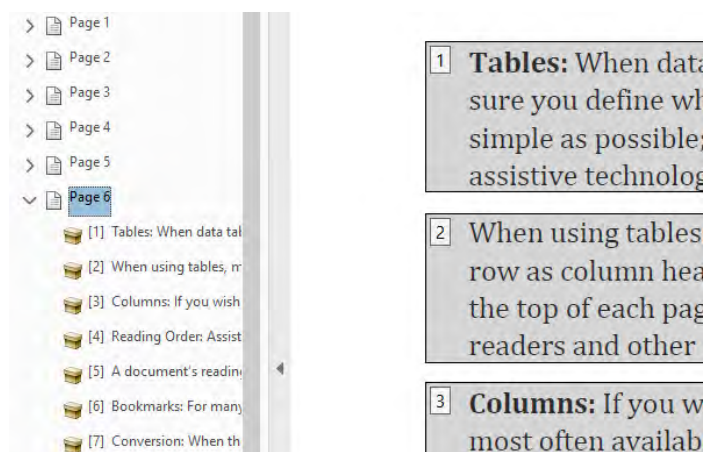 Page 1
Page 2
Page 3
Page 4
Page 5
Page 6
[1] Tables: When data tal
[2] When using tables, m
[3] Columns: If you wish
[4] Reading Order: Assist
[5] A document's reading
[6] Bookmarks: For many
[7] Conversion: When th
1 Tables: When data
sure you define wh
simple as possible;
assistive technolog
2 When using tables
row as column hea
the top of each pag
readers and other
3 Columns: If you w
most often availab